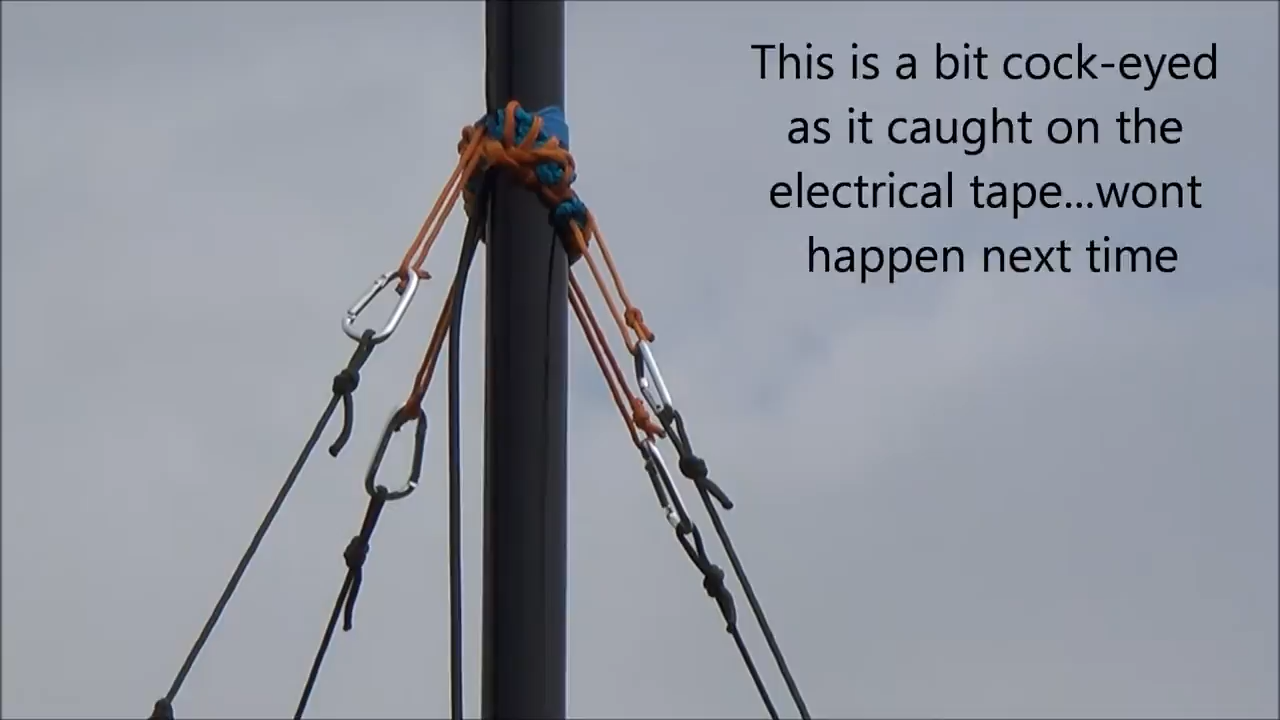 This is a bit cock-eyed
as it caught on the
electrical tape...wont
happen next time